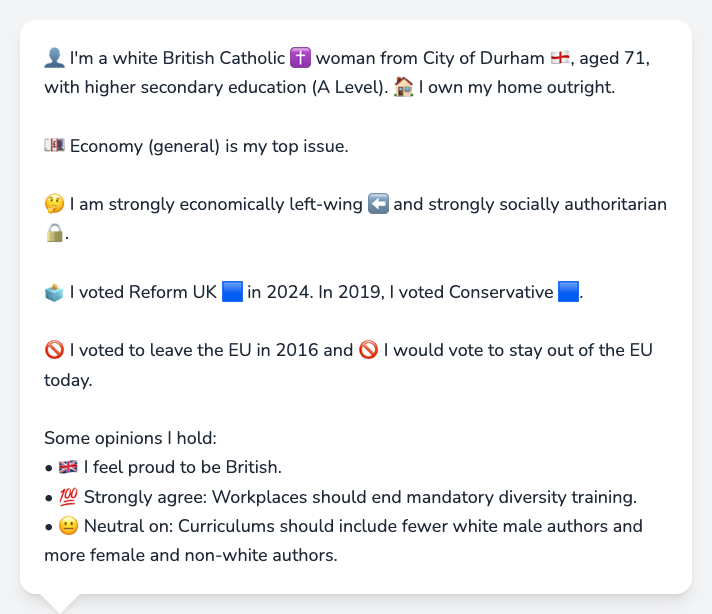 👤 I'm a white British Catholic ✝️ woman from City of Durham 🏴󠁧󠁢󠁥󠁮󠁧󠁿, aged 71,
with higher secondary education (A Level). 🏠 I own my home outright.
💷 Economy (general) is my top issue.
🤔 I am strongly economically left-wing ⬅️ and strongly socially authoritarian
🔒.
🗳️ I voted Reform UK 🟦 in 2024. In 2019, I voted Conservative 🟦.
🚫 I voted to leave the EU in 2016 and 🚫 I would vote to stay out of the EU
today.
Some opinions I hold:
• 🇬🇧 I feel proud to be British.
• 💯 Strongly agree: Workplaces should end mandatory diversity training.
• 😐 Neutral on: Curriculums should include fewer white male authors and
more female and non-white authors.